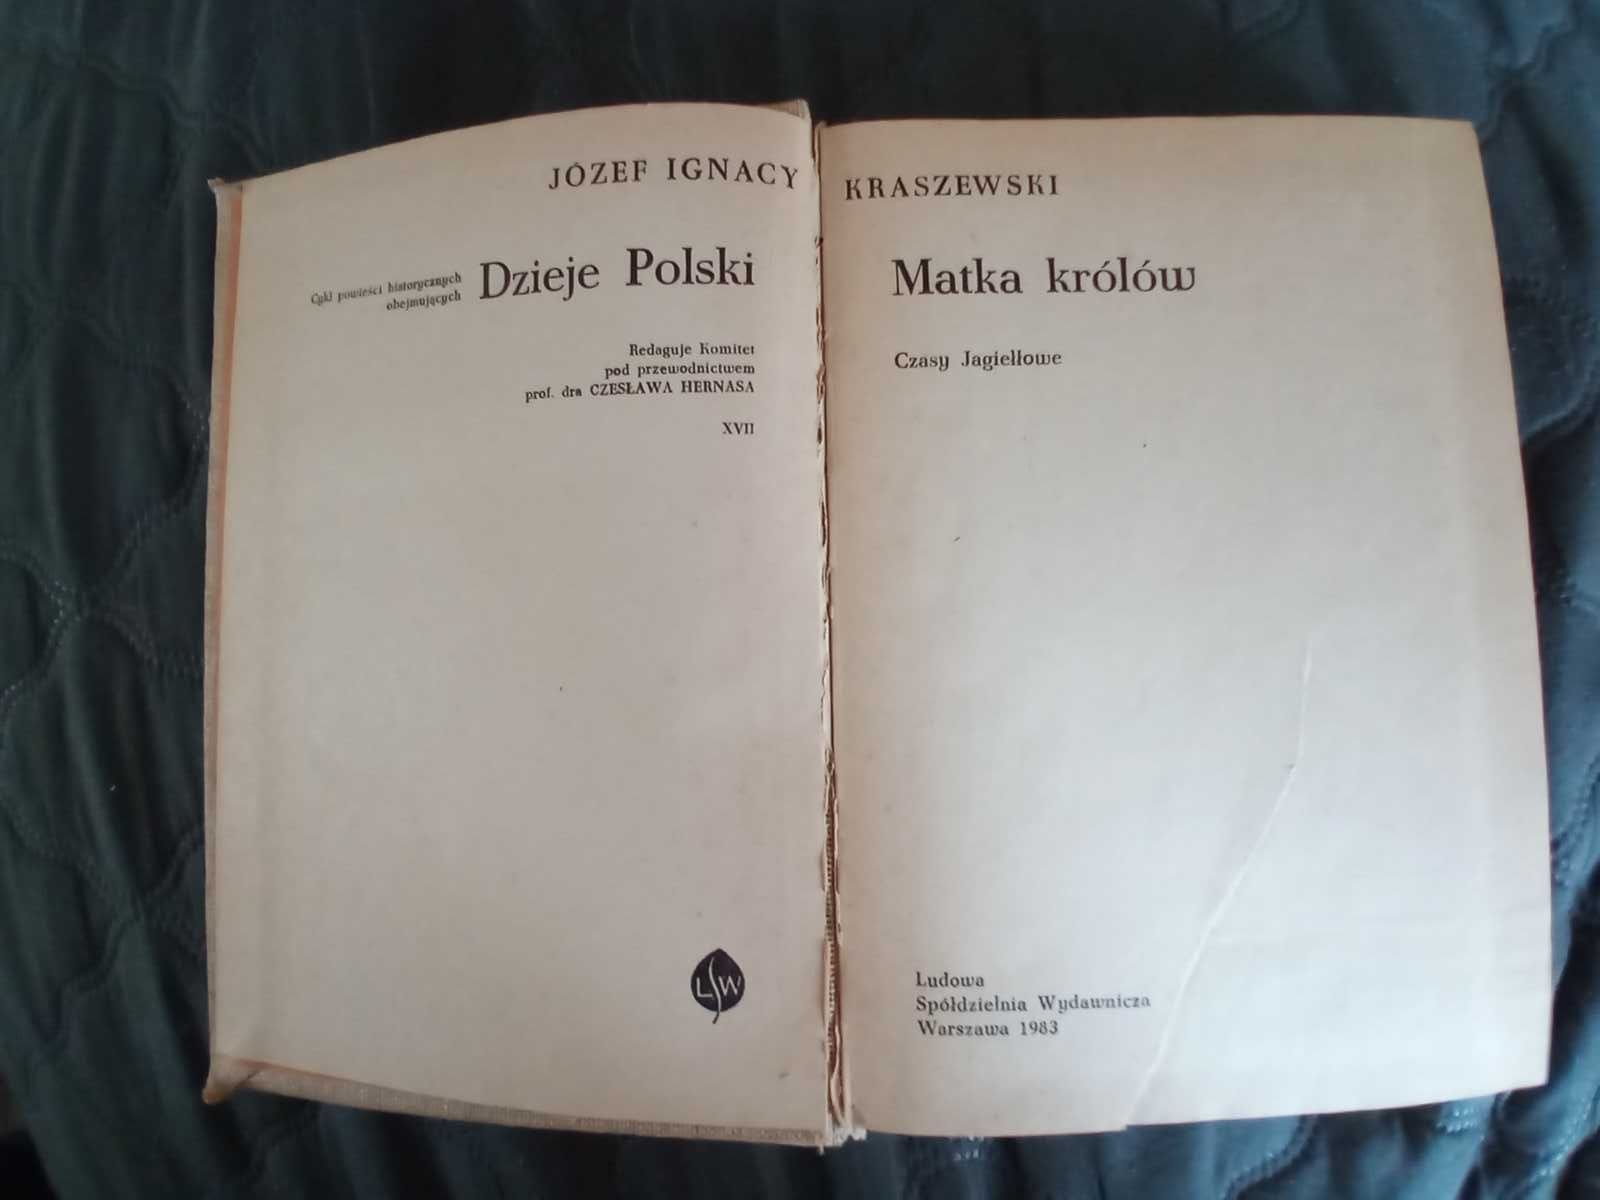 JÓZEF IGNACY KRASZEWSKI
Cykl powieści historycznych
obejmujących
Dzieje Polski
Redaguje Komitet
pod przewodnictwem
prof. dra CZESŁAWA HERNASA
XVII
LSW
Matka królów
Czasy Jagiełłowe
Ludowa
Spółdzielnia Wydawnicza
Warszawa 1983